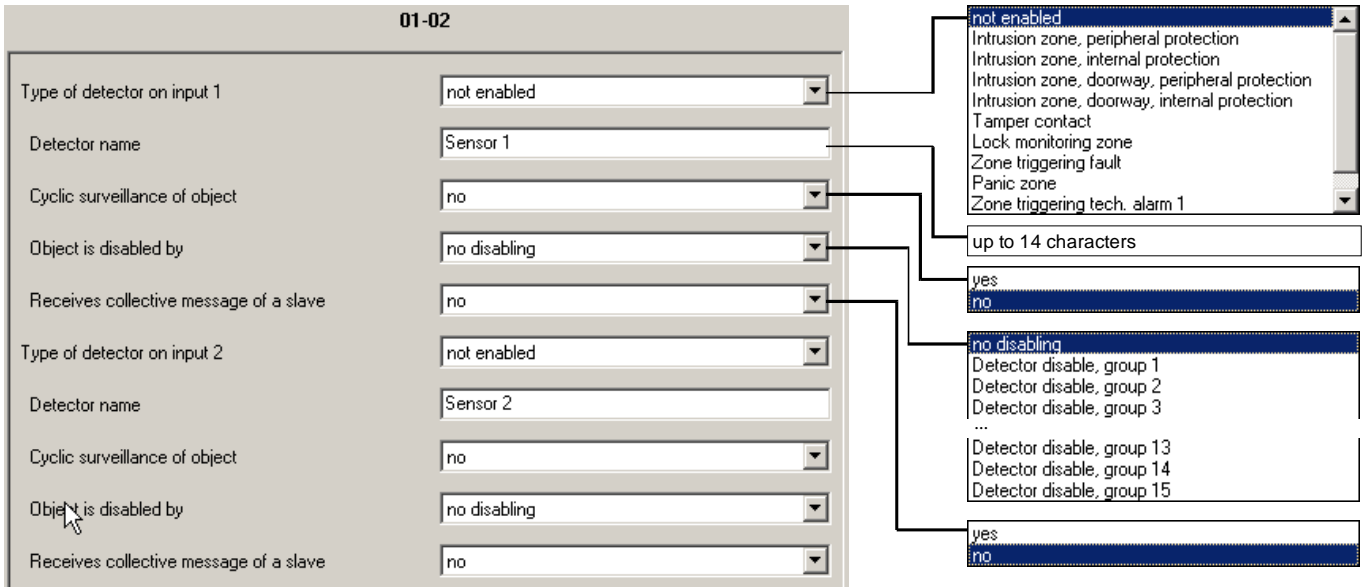 01-02
Type of detector on input 1
not enabled
Detector name
Sensor 1
Cyclic surveillance of object
no
Object is disabled by
no disabling
Receives collective message of a slave
no
Type of detector on input 2
not enabled
Detector name
Sensor 2
Cyclic surveillance of object
no
Object is disabled by
no disabling
Receives collective message of a slave
no
not enabled
Intrusion zone, peripheral protection
Intrusion zone, internal protection
Intrusion zone, doorway, peripheral protection
Intrusion zone, doorway, internal protection
Tamper contact
Lock monitoring zone
Zone triggering fault
Panic zone
Zone triggering tech. alarm 1
up to 14 characters
yes
no
no disabling
Detector disable, group 1
Detector disable, group 2
Detector disable, group 3
...
Detector disable, group 13
Detector disable, group 14
Detector disable, group 15
yes
no